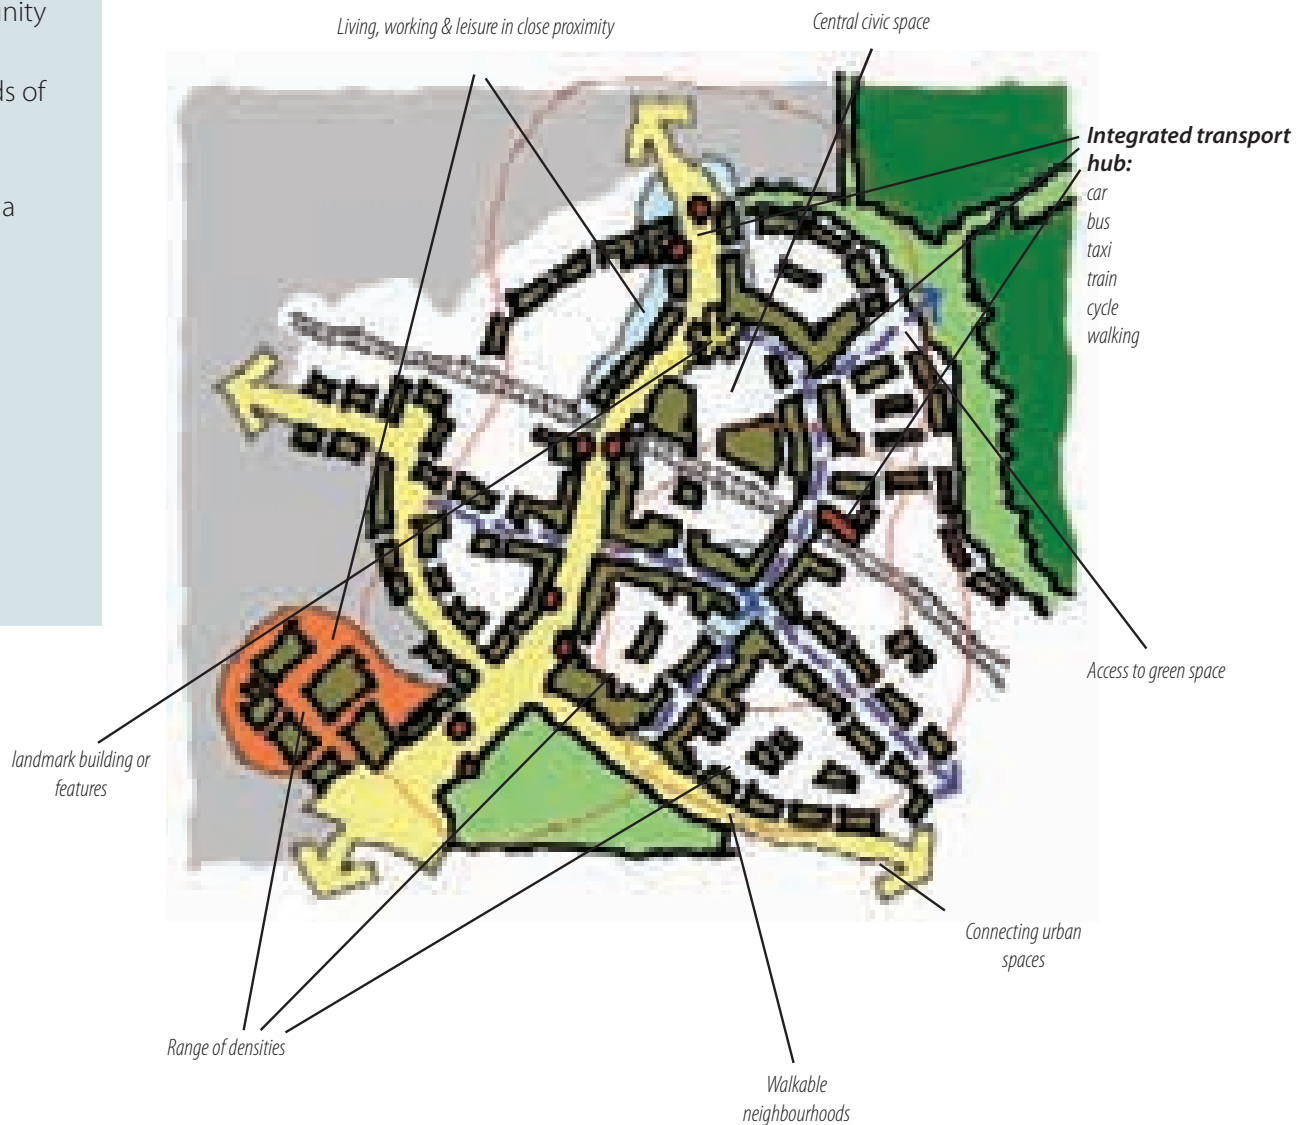 nity
ds of
a
Living, working & leisure in close proximity
Central civic space
Integrated transport
hub:
car
bus
taxi
train
cycle
walking
Access to green space
landmark building or
features
Connecting urban
spaces
Range of densities
Walkable
neighbourhoods